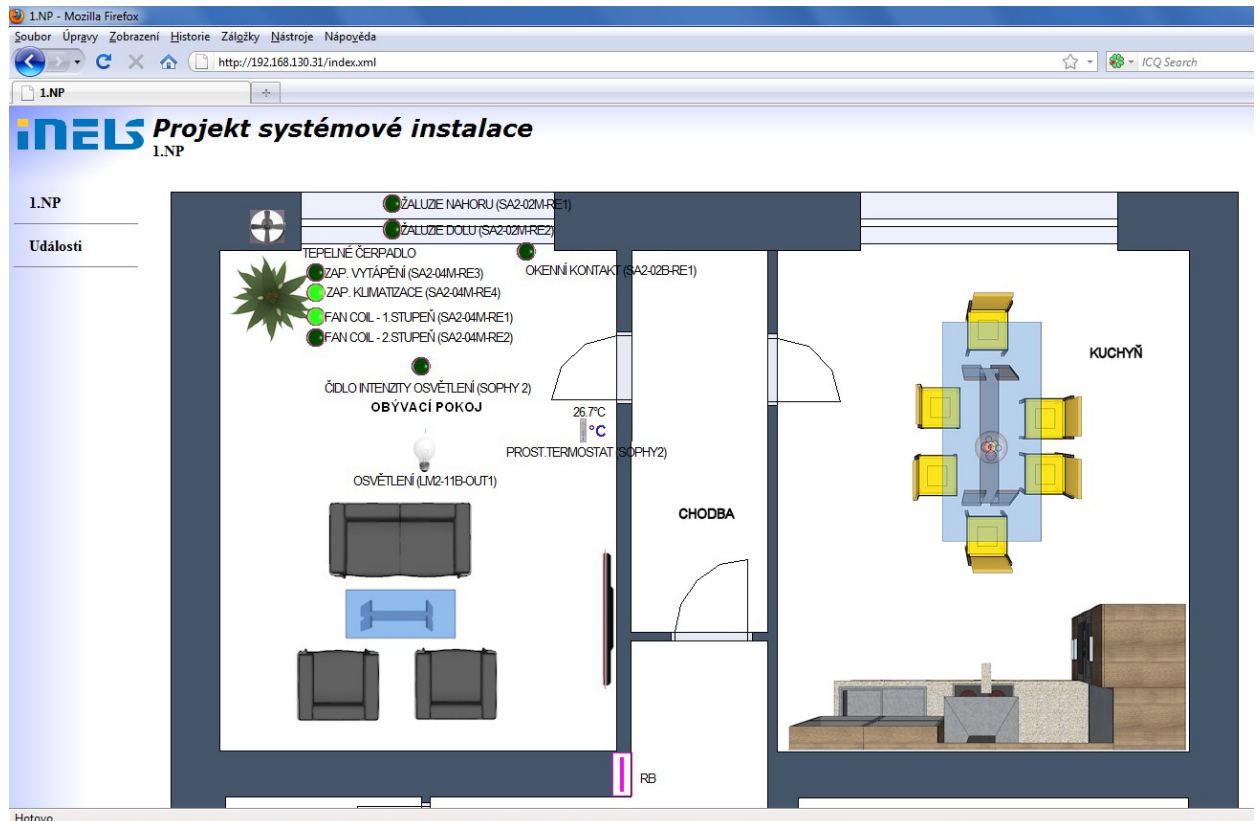 1.NP - Mozilla Firefox
Soubor Úpravy Zobrazení Historie Záložky Nástroje Nápověda
http://192.168.130.31/index.xml
ICQ Search
1.NP
iNELS
Projekt systémové instalace
1.NP
1.NP
Události
ŽALUZIE NAHORU (SA2-02M-RE1)
ŽALUZIE DOLU (SA2-02M-RE2)
TEPELNÉ ČERPADLO
OKENNÍ KONTAKT (SA2-02B-RE1)
ZAP. VYTÁPĚNÍ (SA2-04M-RE3)
ZAP. KLIMATIZACE (SA2-04M-RE4)
FAN COIL - 1.STUPEŇ (SA2-04M-RE1)
FAN COIL - 2.STUPEŇ (SA2-04M-RE2)
ČIDLO INTENZITY OSVĚTLENÍ (SOPHY 2)
OBÝVACÍ POKOJ
26.7°C
°C
PROST.TERMOSTAT (SOPHY2)
OSVĚTLENÍ (LM2-11B-OUT1)
KUCHYŇ
CHODBA
RB
Hotovo